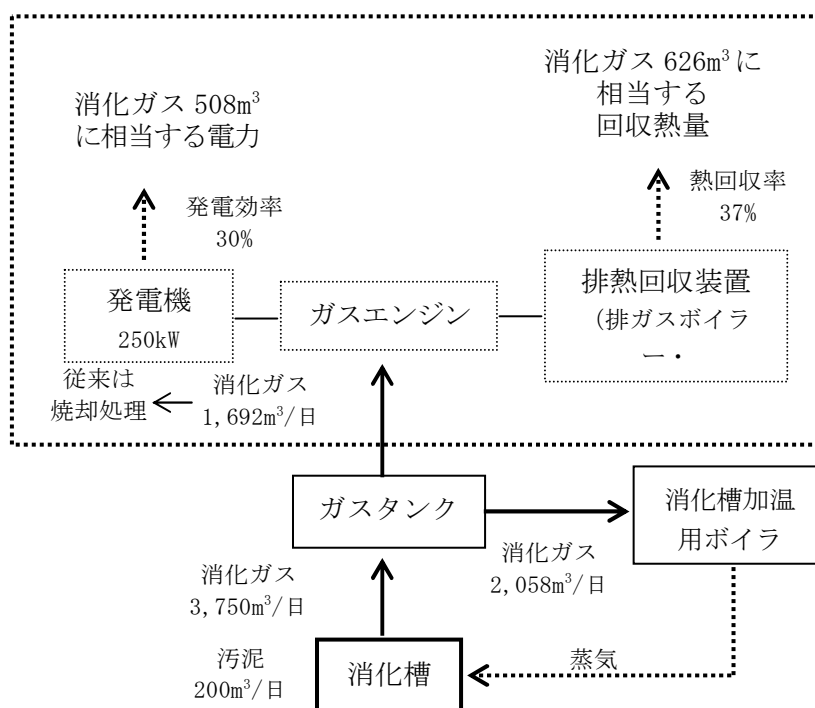 消化ガス 508m³
に相当する電力
消化ガス 626m³に
相当する
回収熱量
発電効率
30%
熱回収率
37%
発電機
250kW
ガスエンジン
排熱回収装置
(排ガスボイラ
ー・
従来は
焼却処理
消化ガス
1,692m³/日
ガスタンク
消化槽加温
用ボイラ
消化ガス
2,058m³/日
消化ガス
3,750m³/日
汚泥
200m³/日
消化槽
蒸気